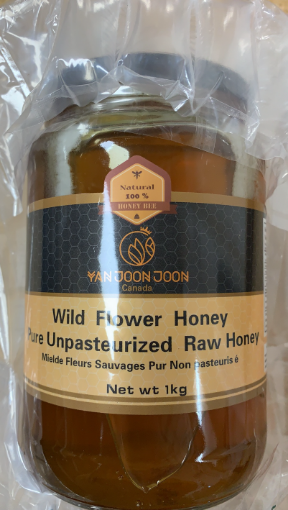 Natural
100 %
HONEY BEE
YAN JOON JOON
Canada
Wild Flower Honey
Pure Unpasteurized Raw Honey
Mielde Fleurs Sauvages Pur Non pasteuris é
Net wt 1kg